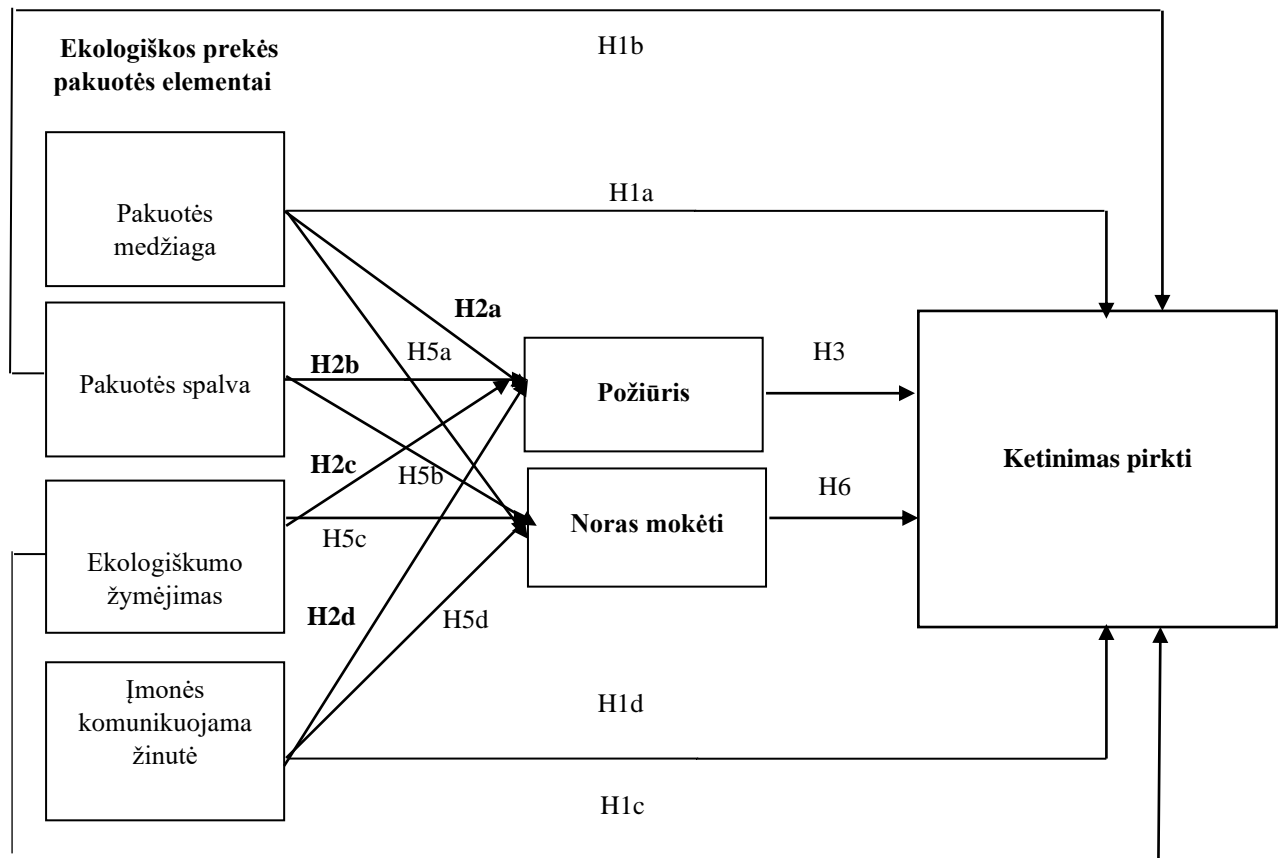 H1b
Ekologiškos prekės
pakuotės elementai
H1a
Pakuotės
medžiaga
H2a
H5a
H2b
Pakuotės spalva
Požiūris
H3
H2c
H5b
Ketinimas pirkti
H6
Noras mokėti
H5c
Ekologiškumo
žymėjimas
H2d
H5d
Įmonės
komunikuojama
žinutė
H1d
H1c